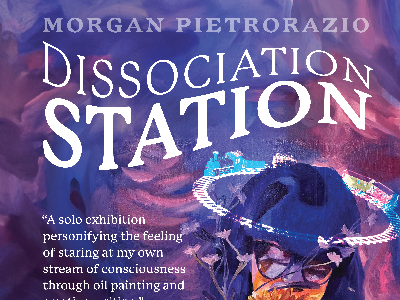 MORGAN PIETRORAZIO
DISSOCIATION
STATION
“A solo exhibition
personifying the feeling
of staring at my own
stream of consciousness
through oil painting and